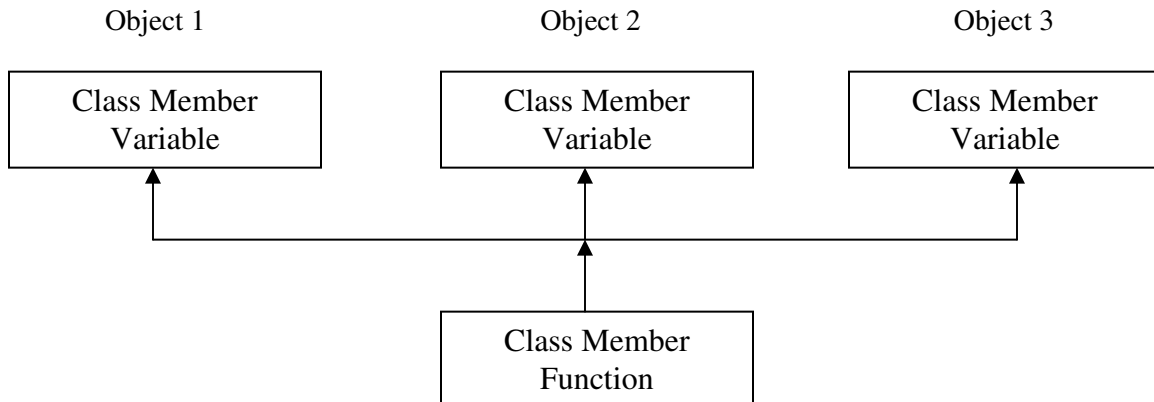 Object 1
Object 2
Object 3
Class Member
Variable
Class Member
Variable
Class Member
Variable
Class Member
Function